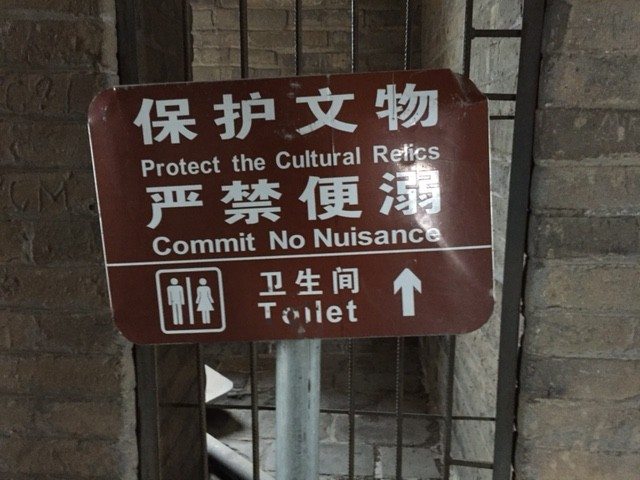 保护文物
Protect the Cultural Relics
严禁便溺
Commit No Nuisance
卫生间
Toilet